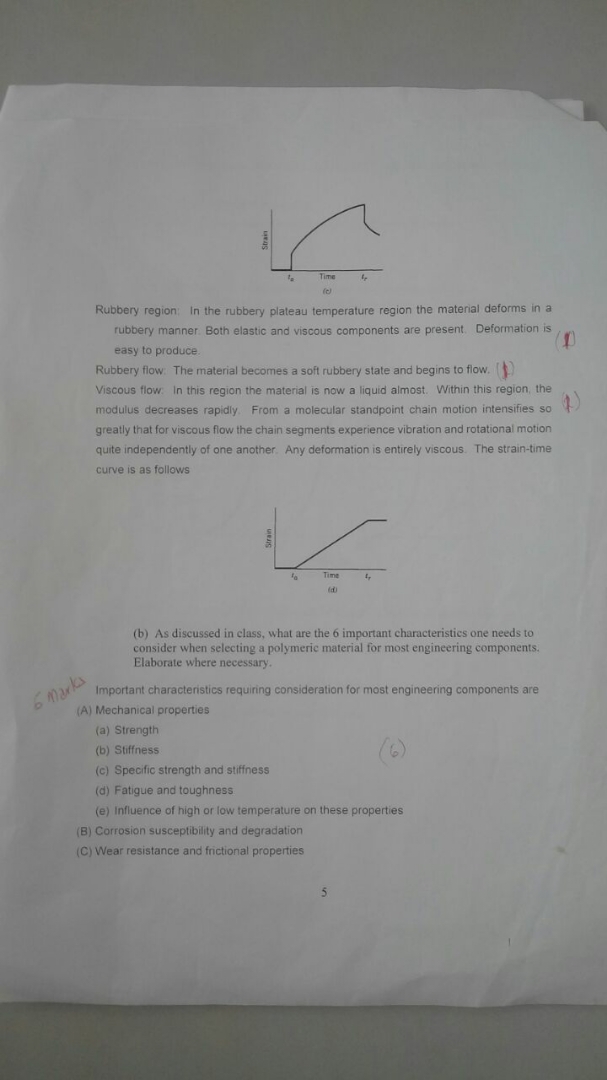 Strain
ta Time tr
(c)
Rubbery region: In the rubbery plateau temperature region the material deforms in a
rubbery manner. Both elastic and viscous components are present. Deformation is
easy to produce.
(1)
Rubbery flow: The material becomes a soft rubbery state and begins to flow. (1)
Viscous flow: In this region the material is now a liquid almost. Within this region, the
modulus decreases rapidly. From a molecular standpoint chain motion intensifies so
(1)
greatly that for viscous flow the chain segments experience vibration and rotational motion
quite independently of one another. Any deformation is entirely viscous. The strain-time
curve is as follows
Strain
ta Time tr
(d)
(b) As discussed in class, what are the 6 important characteristics one needs to
consider when selecting a polymeric material for most engineering components.
Elaborate where necessary.
6 marks
Important characteristics requiring consideration for most engineering components are
(A) Mechanical properties
(a) Strength
(b) Stiffness
(6)
(c) Specific strength and stiffness
(d) Fatigue and toughness
(e) Influence of high or low temperature on these properties
(B) Corrosion susceptibility and degradation
(C) Wear resistance and frictional properties
5